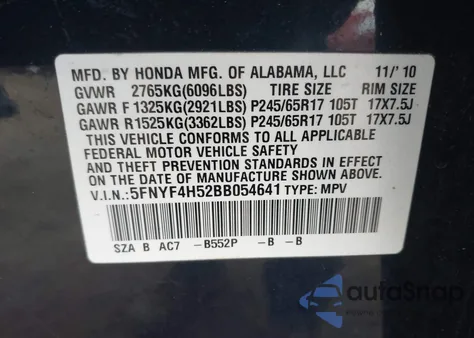 MFD. BY HONDA MFG. OF ALABAMA, LLC 11/'10
GVWR 2765KG(6096LBS) TIRE SIZE RIM SIZE
GAWR F 1325KG(2921LBS) P245/65R17 105T 17X7.5J
GAWR R1525KG(3362LBS) P245/65R17 105T 17X7.5J
THIS VEHICLE CONFORMS TO ALL APPLICABLE
FEDERAL MOTOR VEHICLE SAFETY
AND THEFT PREVENTION STANDARDS IN EFFECT
ON THE DATE OF MANUFACTURE SHOWN ABOVE.
V.I.N.:5FNYF4H52BB054641 TYPE: MPV
SZA B AC7 -B552P -B -B
autoSnap